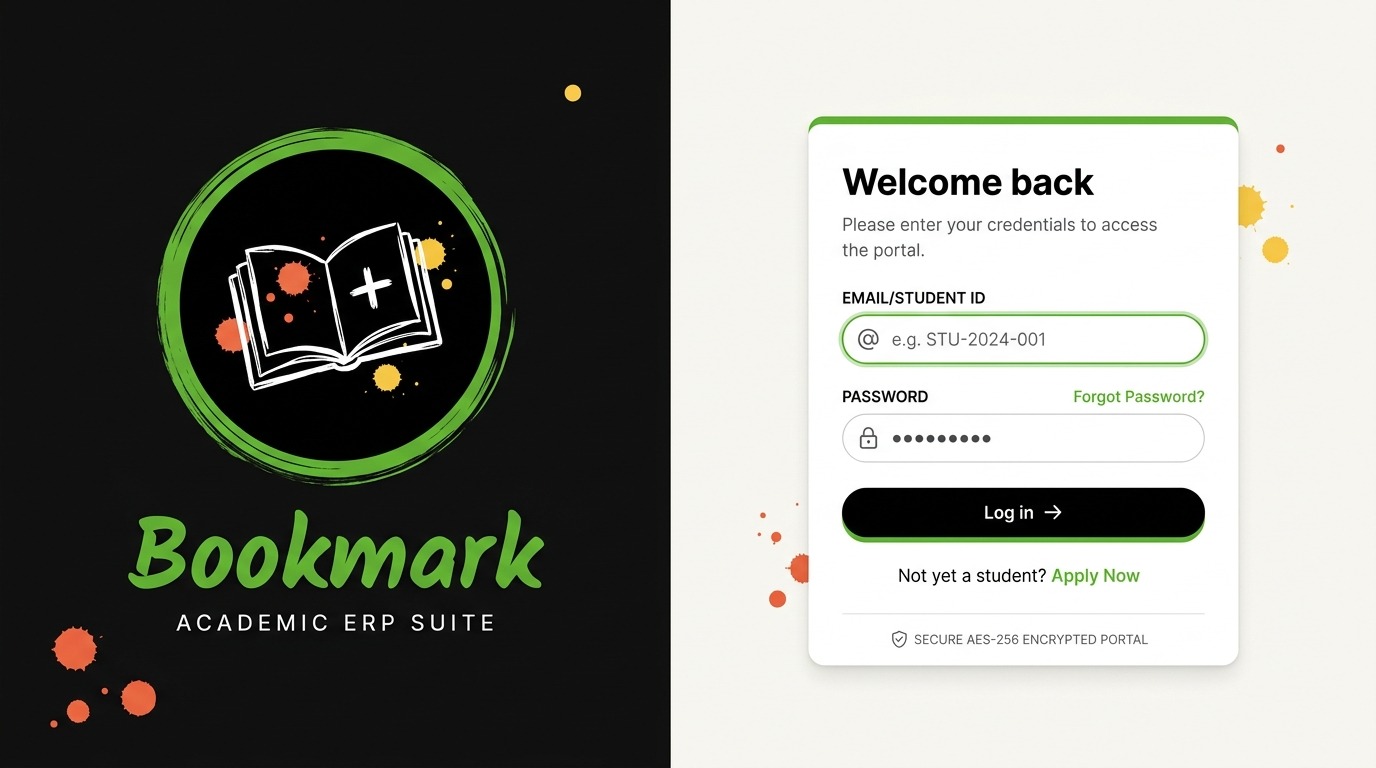 Bookmark
ACADEMIC ERP SUITE
Welcome back
Please enter your credentials to access
the portal.
EMAIL/STUDENT ID
@ e.g. STU-2024-001
PASSWORD Forgot Password?
●●●●●●●●●
Log in →
Not yet a student? Apply Now
SECURE AES-256 ENCRYPTED PORTAL